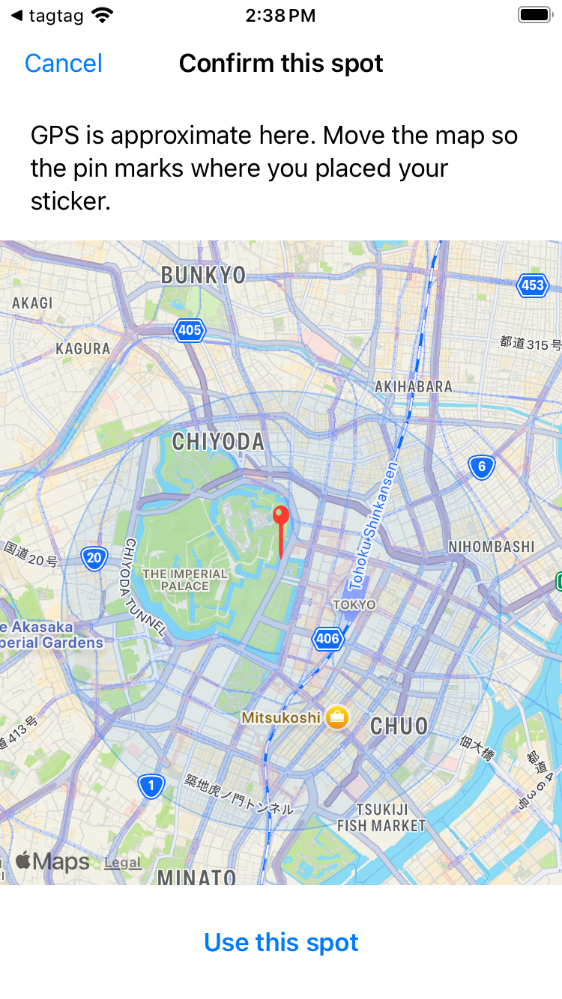 tagtag
2:38 PM
Cancel
Confirm this spot
GPS is approximate here. Move the map so
the pin marks where you placed your
sticker.
BUNKYO
453
AKAGI
405
KAGURA
都道315号
AKIHABARA
CHIYODA
6
Tohoku Shinkansen
国道20号
20
CHIYODA TUNNEL
NIHOMBASHI
THE IMPERIAL
PALACE
TOKYO
e Akasaka
perial Gardens
406
Mitsukoshi
CHUO
道413号
佃大橋
都道463号
1
築地虎ノ門トンネル
TSUKIJI
FISH MARKET
Maps
Legal
MINATO
Use this spot